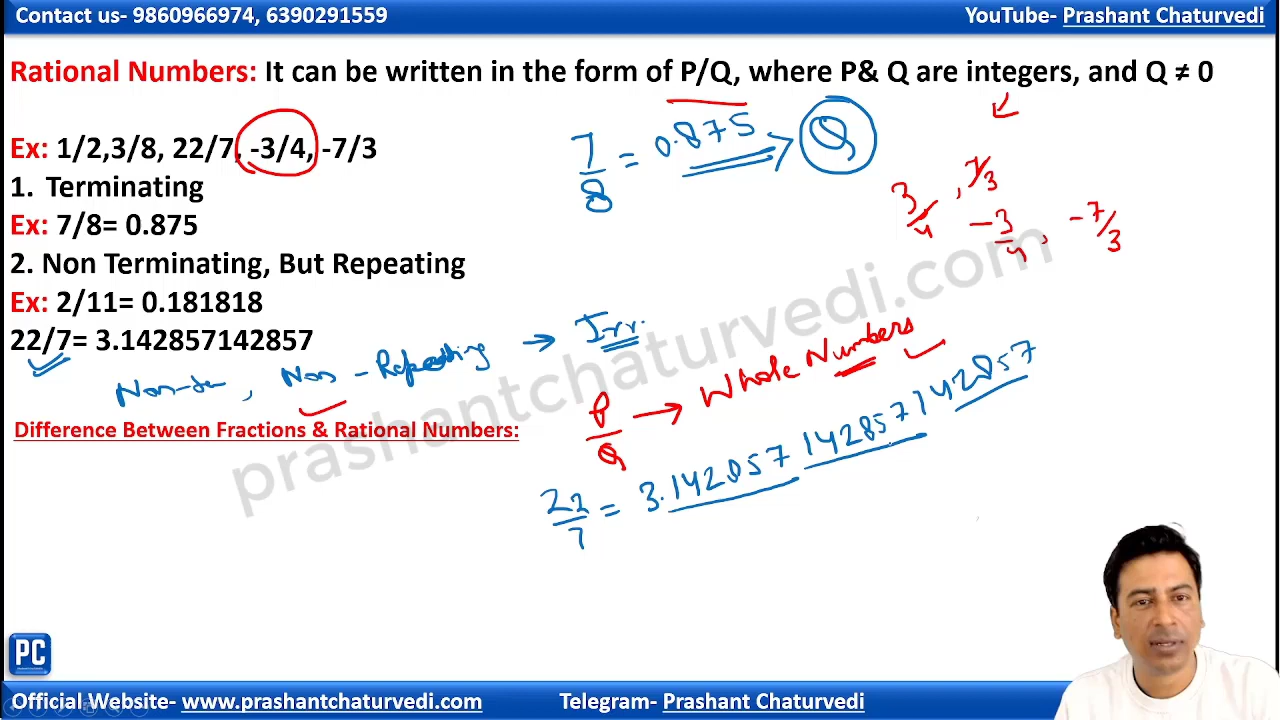 Contact us- 9860966974, 6390291559
YouTube- Prashant Chaturvedi
Rational Numbers: It can be written in the form of P/Q, where P& Q are integers, and Q ≠ 0
Ex: 1/2,3/8, 22/7, -3/4, -7/3
1. Terminating
Ex: 7/8= 0.875
2. Non Terminating, But Repeating
Ex: 2/11= 0.181818
22/7= 3.142857142857
7/8 = 0.875 Q
3/4, 7/3
-3/4, -7/3
Non-ter, Non-Repeating → Irr.
P/Q → Whole Numbers
Difference Between Fractions & Rational Numbers:
22/7 = 3.142857142857142857
prashantchaturvedi.com
PC
Official Website- www.prashantchaturvedi.com
Telegram- Prashant Chaturvedi